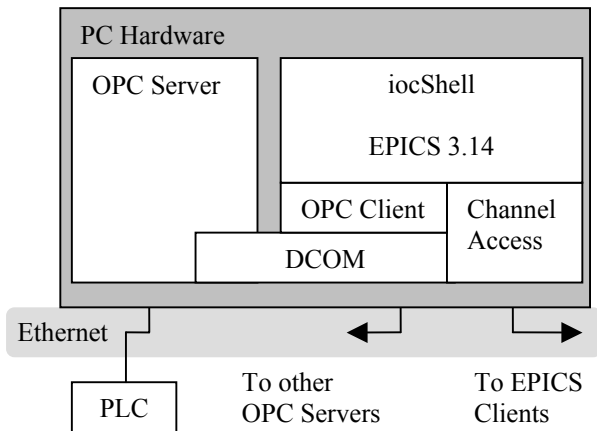 PC Hardware
OPC Server
iocShell
EPICS 3.14
OPC Client
Channel
Access
DCOM
Ethernet
PLC
To other
OPC Servers
To EPICS
Clients